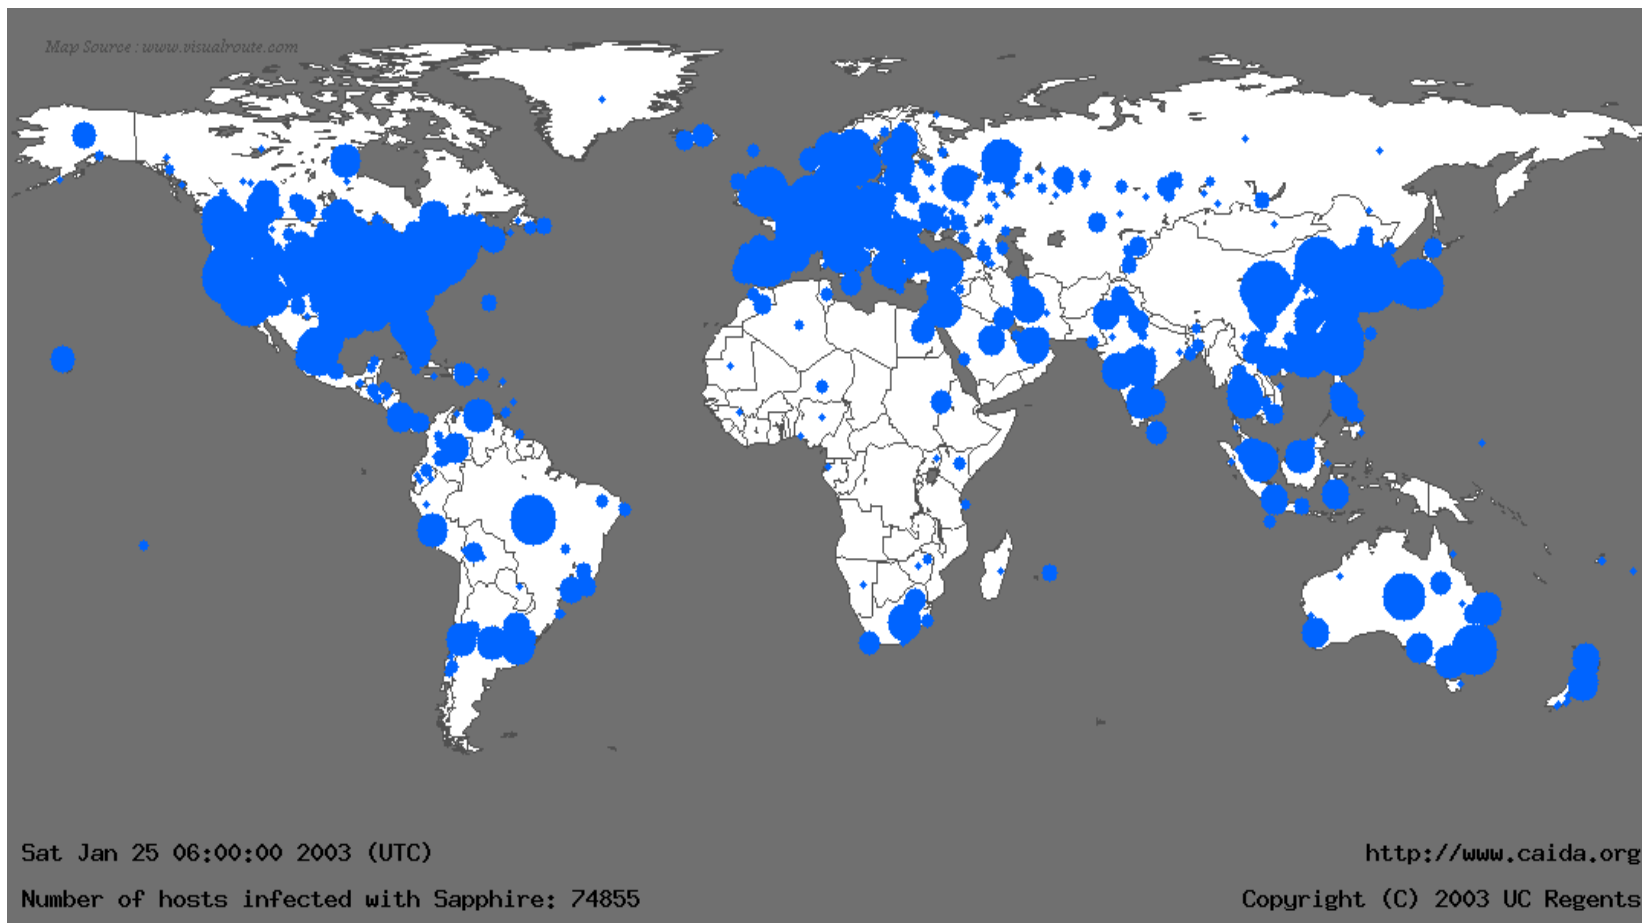 Map Source : www.visualroute.com
Sat Jan 25 06:00:00 2003 (UTC)
http://www.caida.org
Number of hosts infected with Sapphire: 74855
Copyright (C) 2003 UC Regents